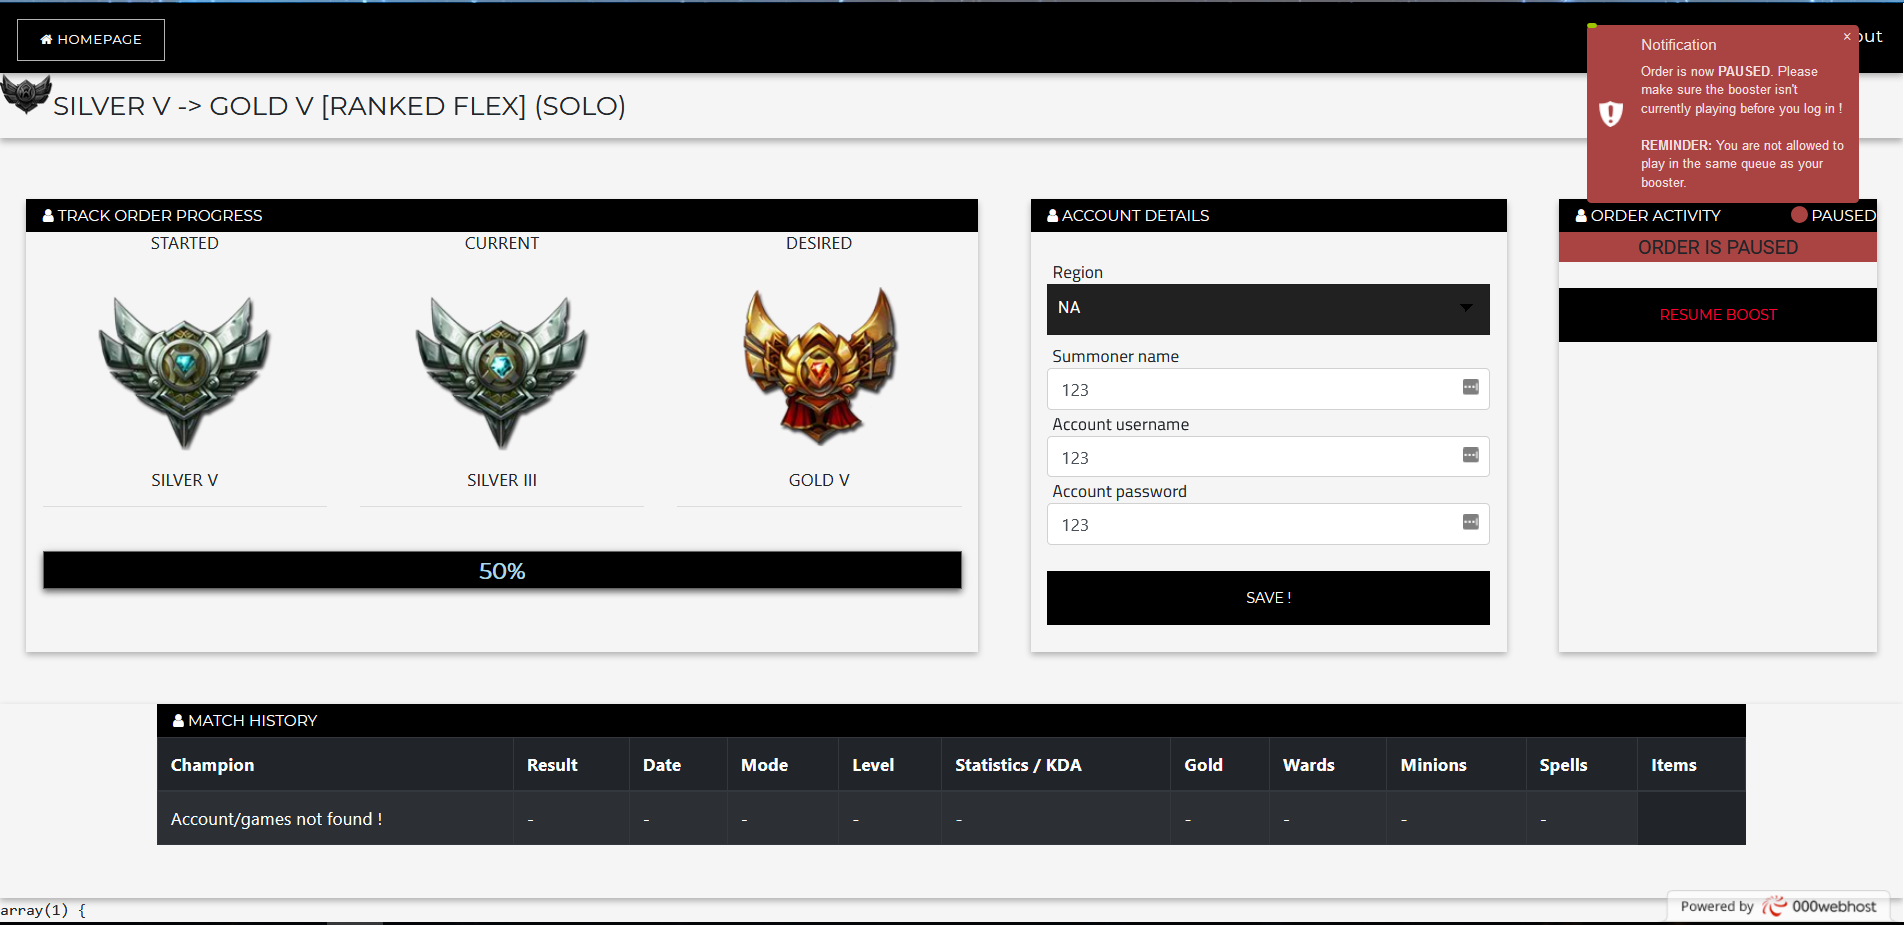 HOMEPAGE
out
Notification
×
Order is now PAUSED. Please
make sure the booster isn't
currently playing before you log in !
REMINDER: You are not allowed to
play in the same queue as your
booster.
SILVER V -> GOLD V [RANKED FLEX] (SOLO)
TRACK ORDER PROGRESS
STARTED CURRENT DESIRED
SILVER V SILVER III GOLD V
50%
ACCOUNT DETAILS
Region
NA
Summoner name
123
Account username
123
Account password
123
SAVE !
ORDER ACTIVITY PAUSED
ORDER IS PAUSED
RESUME BOOST
MATCH HISTORY
Champion Result Date Mode Level Statistics / KDA Gold Wards Minions Spells Items
Account/games not found ! - - - - - - - - -
array(1) {
Powered by 000webhost